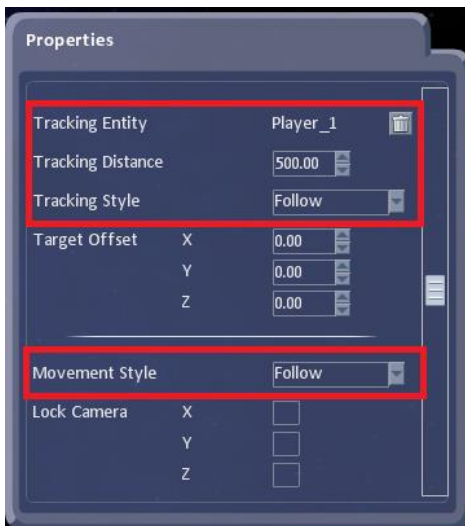 Properties
Tracking Entity Player_1
Tracking Distance 500.00
Tracking Style Follow
Target Offset X 0.00
Y 0.00
Z 0.00
Movement Style Follow
Lock Camera X
Y
Z